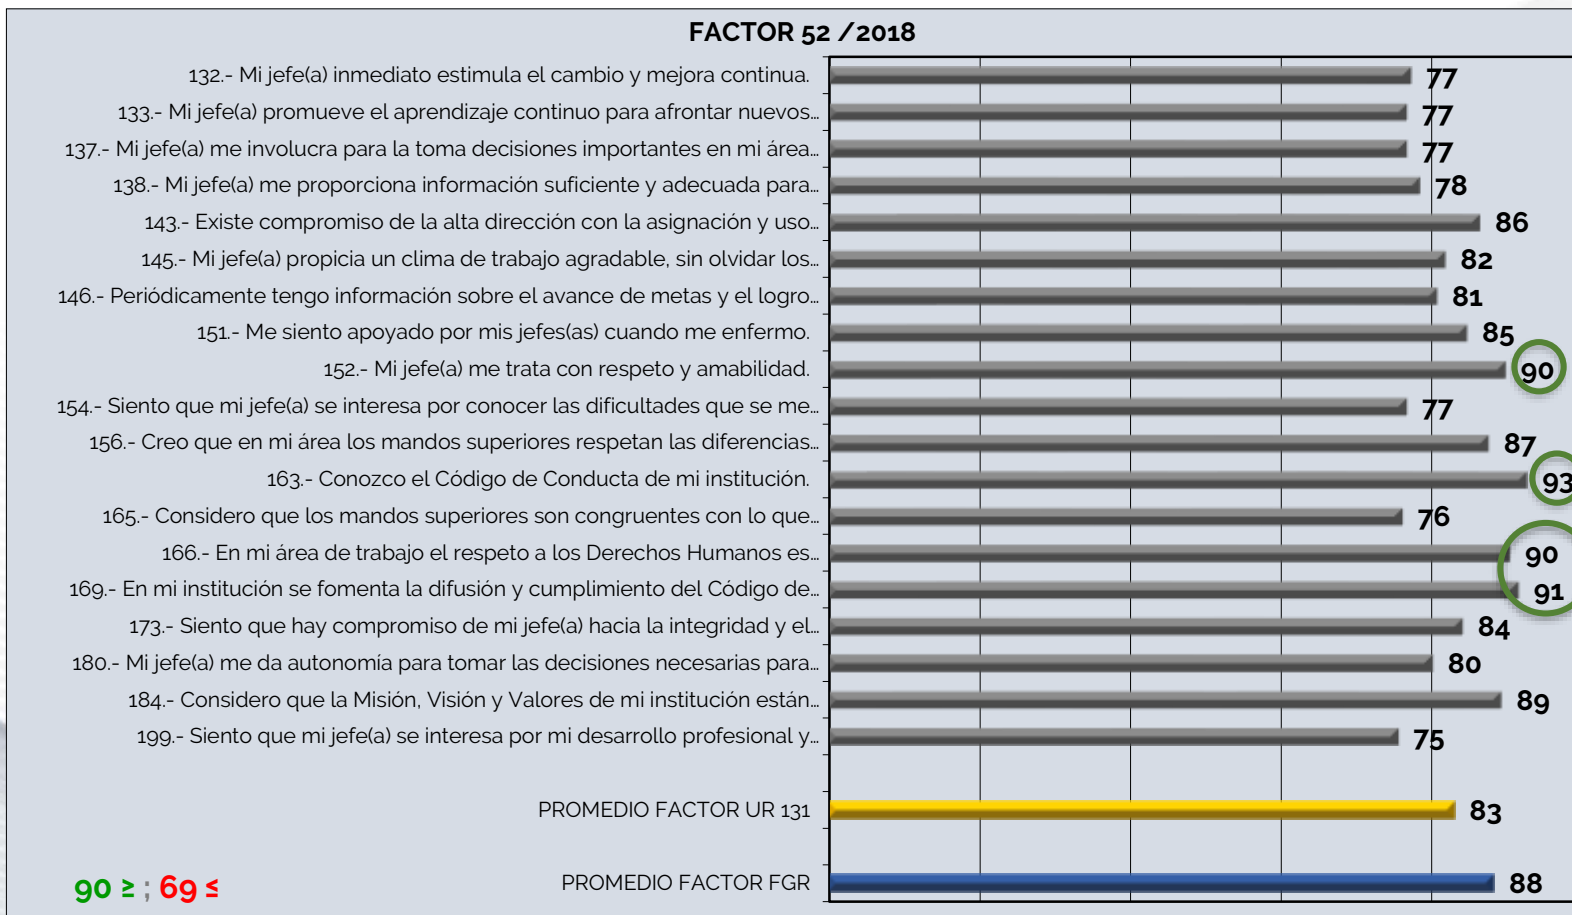 FACTOR 52 /2018
132.- Mi jefe(a) inmediato estimula el cambio y mejora continua. 77
133.- Mi jefe(a) promueve el aprendizaje continuo para afrontar nuevos… 77
137.- Mi jefe(a) me involucra para la toma decisiones importantes en mi área… 77
138.- Mi jefe(a) me proporciona información suficiente y adecuada para… 78
143.- Existe compromiso de la alta dirección con la asignación y uso… 86
145.- Mi jefe(a) propicia un clima de trabajo agradable, sin olvidar los… 82
146.- Periódicamente tengo información sobre el avance de metas y el logro… 81
151.- Me siento apoyado por mis jefes(as) cuando me enfermo. 85
152.- Mi jefe(a) me trata con respeto y amabilidad. 90
154.- Siento que mi jefe(a) se interesa por conocer las dificultades que se me… 77
156.- Creo que en mi área los mandos superiores respetan las diferencias… 87
163.- Conozco el Código de Conducta de mi institución. 93
165.- Considero que los mandos superiores son congruentes con lo que… 76
166.- En mi área de trabajo el respeto a los Derechos Humanos es… 90
169.- En mi institución se fomenta la difusión y cumplimiento del Código de… 91
173.- Siento que hay compromiso de mi jefe(a) hacia la integridad y el… 84
180.- Mi jefe(a) me da autonomía para tomar las decisiones necesarias para… 80
184.- Considero que la Misión, Visión y Valores de mi institución están… 89
199.- Siento que mi jefe(a) se interesa por mi desarrollo profesional y… 75
PROMEDIO FACTOR UR 131 83
PROMEDIO FACTOR FGR 88
90 ≥ ; 69 ≤